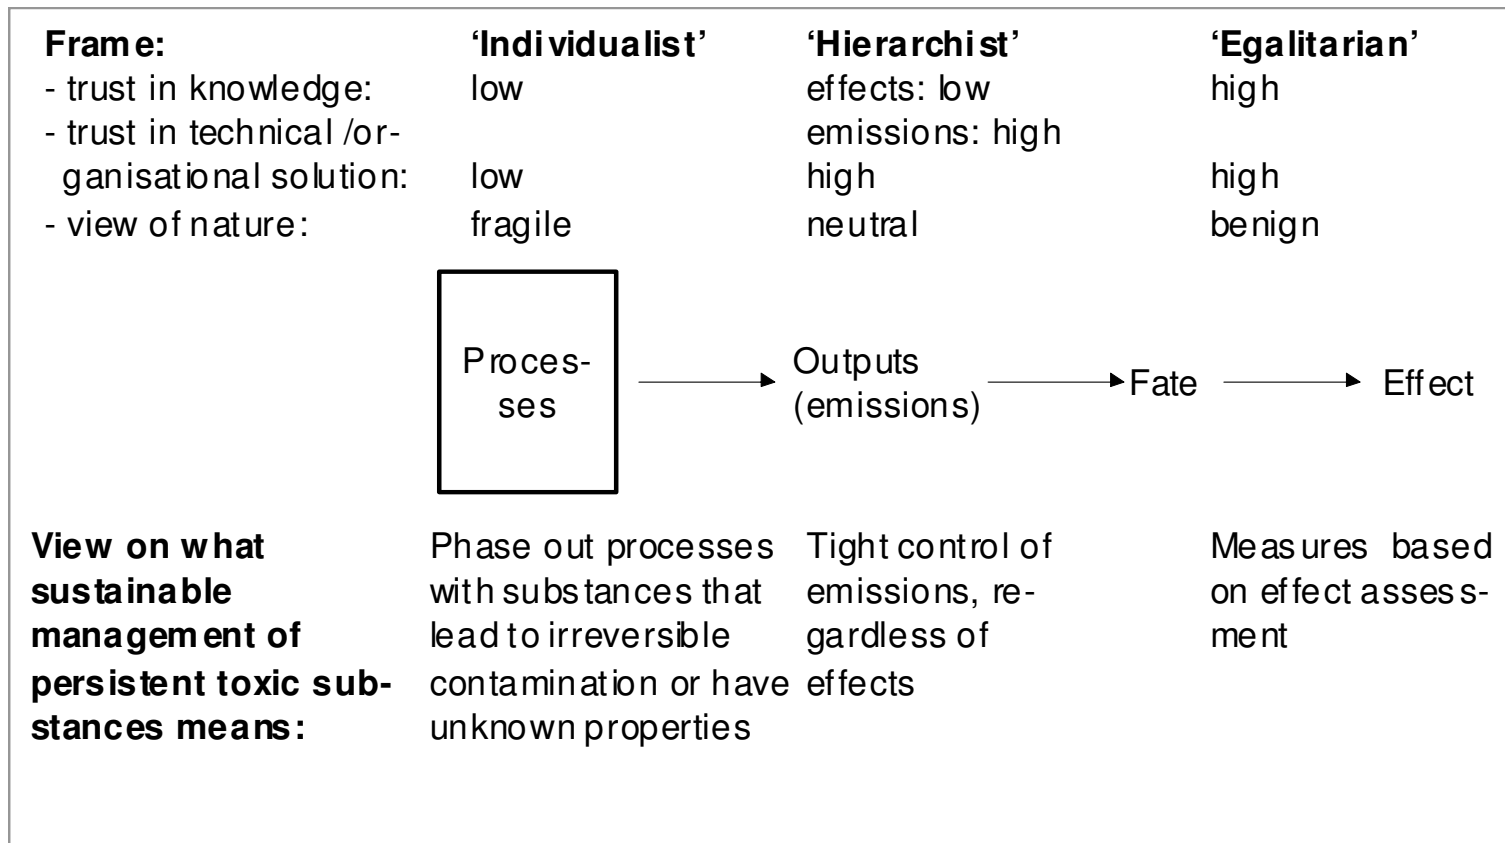 Frame: ‘Individualist’ ‘Hierarchist’ ‘Egalitarian’
- trust in knowledge: low effects: low high
- trust in technical /or- emissions: high
ganisational solution: low high high
- view of nature: fragile neutral benign
Proces-
ses
Outputs
(emissions)
Fate
Effect
View on what
sustainable
management of
persistent toxic sub-
stances means:
Phase out processes
with substances that
lead to irreversible
contamination or have
unknown properties
Tight control of
emissions, re-
gardless of
effects
Measures based
on effect assess-
ment